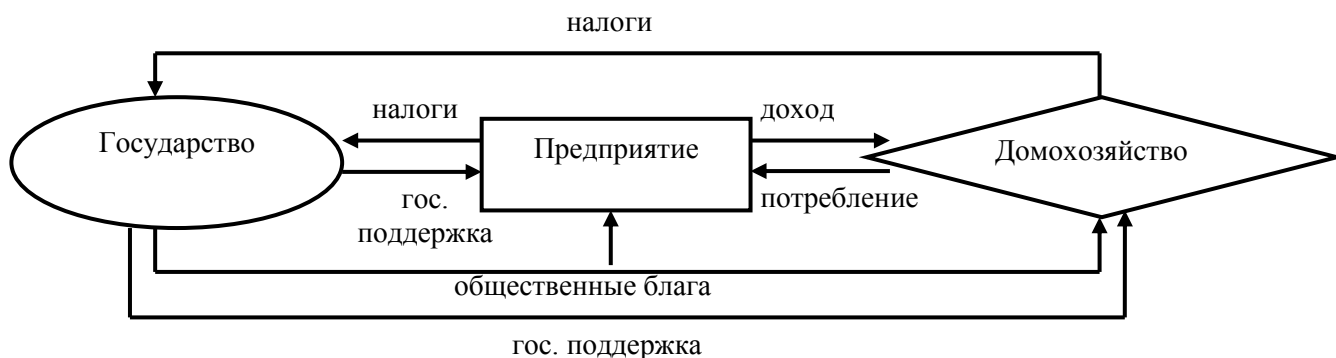 налоги
налоги
доход
Государство
Предприятие
Домохозяйство
гос.
поддержка
потребление
общественные блага
гос. поддержка